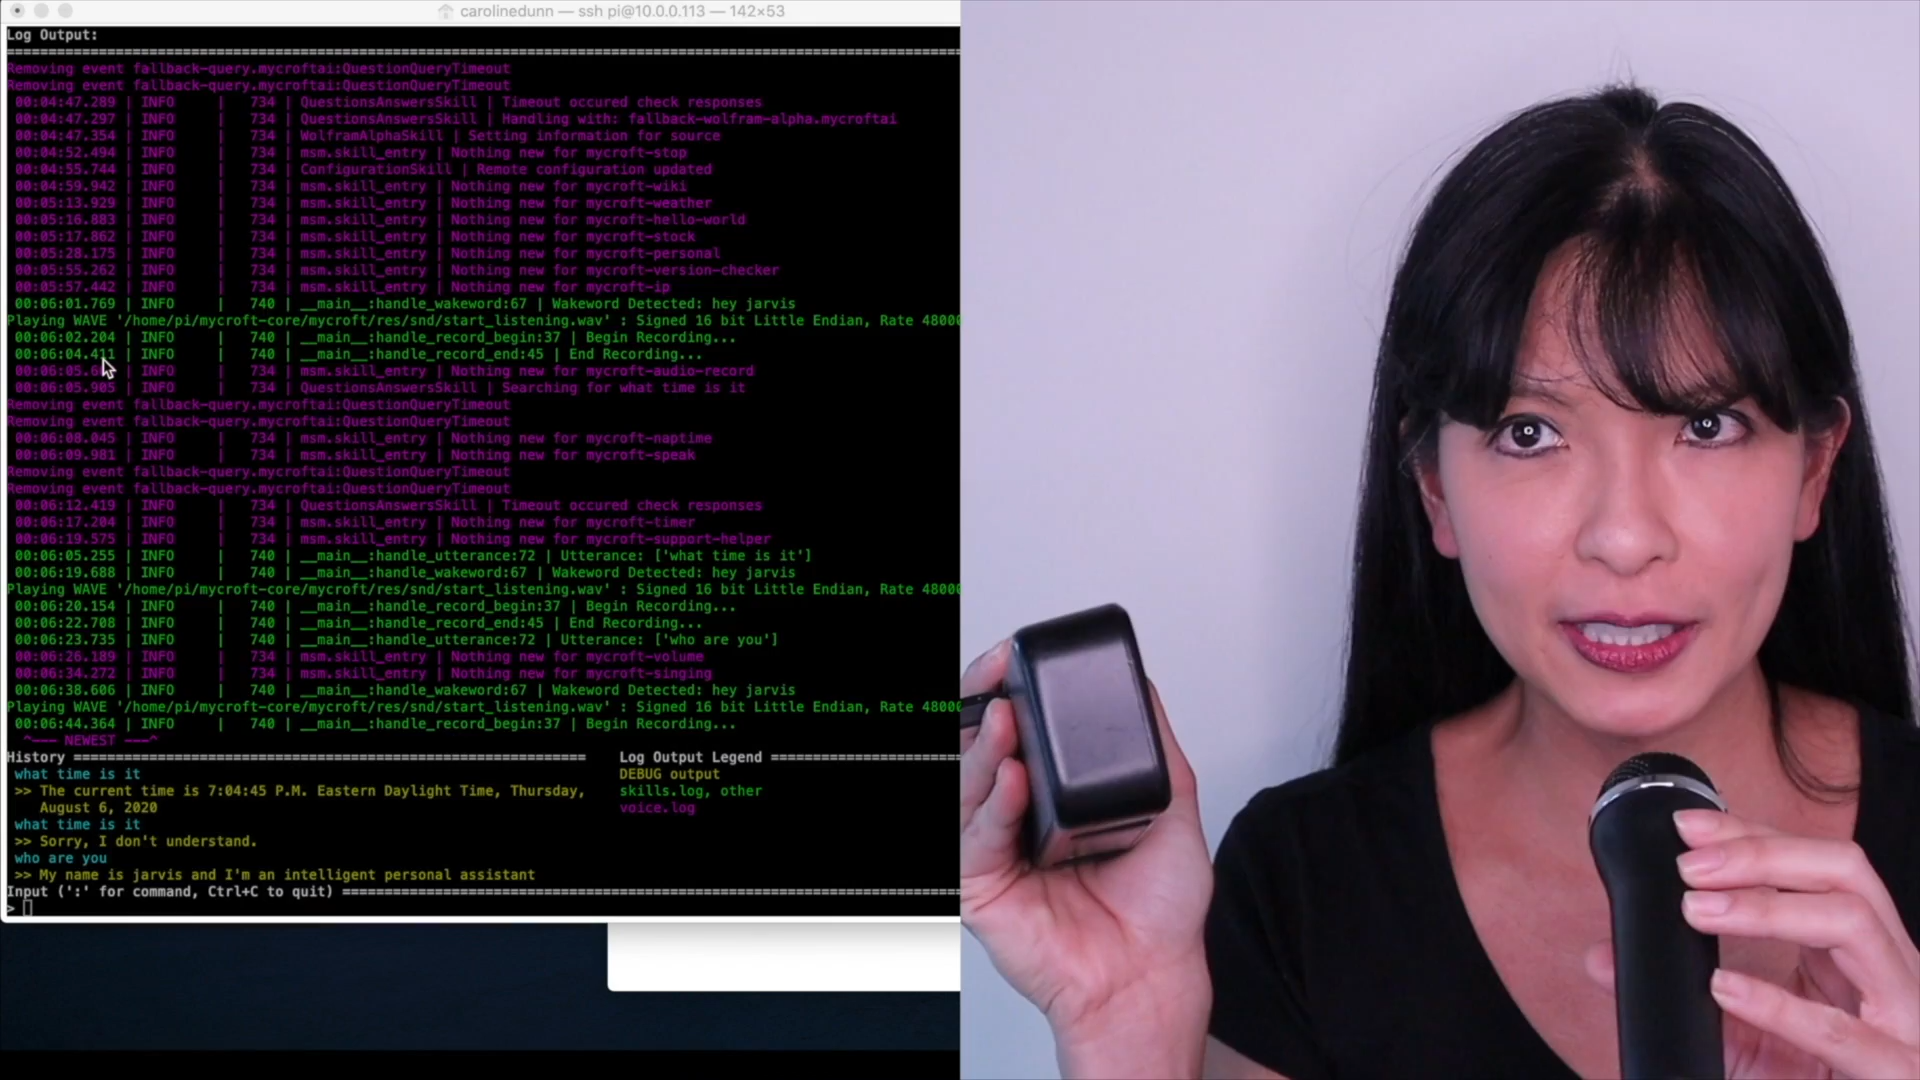 carolinedunn — ssh pi@10.0.0.113 — 142×53
Log Output:
Removing event fallback-query.mycroftai:QuestionQueryTimeout
Removing event fallback-query.mycroftai:QuestionQueryTimeout
00:04:47.289 | INFO | 734 | QuestionsAnswersSkill | Timeout occured check responses
00:04:47.297 | INFO | 734 | QuestionsAnswersSkill | Handling with: fallback-wolfram-alpha.mycroftai
00:04:47.354 | INFO | 734 | WolframAlphaSkill | Setting information for source
00:04:52.494 | INFO | 734 | msm.skill_entry | Nothing new for mycroft-stop
00:04:55.744 | INFO | 734 | ConfigurationSkill | Remote configuration updated
00:04:59.942 | INFO | 734 | msm.skill_entry | Nothing new for mycroft-wiki
00:05:13.929 | INFO | 734 | msm.skill_entry | Nothing new for mycroft-weather
00:05:16.883 | INFO | 734 | msm.skill_entry | Nothing new for mycroft-hello-world
00:05:17.862 | INFO | 734 | msm.skill_entry | Nothing new for mycroft-stock
00:05:28.175 | INFO | 734 | msm.skill_entry | Nothing new for mycroft-personal
00:05:55.262 | INFO | 734 | msm.skill_entry | Nothing new for mycroft-version-checker
00:05:57.442 | INFO | 734 | msm.skill_entry | Nothing new for mycroft-ip
00:06:01.769 | INFO | 740 | __main__:handle_wakeword:67 | Wakeword Detected: hey jarvis
Playing WAVE '/home/pi/mycroft-core/mycroft/res/snd/start_listening.wav' : Signed 16 bit Little Endian, Rate 48000
00:06:02.204 | INFO | 740 | __main__:handle_record_begin:37 | Begin Recording...
00:06:04.411 | INFO | 740 | __main__:handle_record_end:45 | End Recording...
| INFO | 734 | msm.skill_entry | Nothing new for mycroft-audio-record
00:06:05.905 | INFO | 734 | QuestionsAnswersSkill | Searching for what time is it
Removing event fallback-query.mycroftai:QuestionQueryTimeout
Removing event fallback-query.mycroftai:QuestionQueryTimeout
00:06:08.045 | INFO | 734 | msm.skill_entry | Nothing new for mycroft-naptime
00:06:09.981 | INFO | 734 | msm.skill_entry | Nothing new for mycroft-speak
Removing event fallback-query.mycroftai:QuestionQueryTimeout
Removing event fallback-query.mycroftai:QuestionQueryTimeout
00:06:12.419 | INFO | 734 | QuestionsAnswersSkill | Timeout occured check responses
00:06:17.204 | INFO | 734 | msm.skill_entry | Nothing new for mycroft-timer
00:06:19.575 | INFO | 734 | msm.skill_entry | Nothing new for mycroft-support-helper
00:06:05.255 | INFO | 740 | __main__:handle_utterance:72 | Utterance: ['what time is it']
00:06:19.688 | INFO | 740 | __main__:handle_wakeword:67 | Wakeword Detected: hey jarvis
Playing WAVE '/home/pi/mycroft-core/mycroft/res/snd/start_listening.wav' : Signed 16 bit Little Endian, Rate 48000
00:06:20.154 | INFO | 740 | __main__:handle_record_begin:37 | Begin Recording...
00:06:22.708 | INFO | 740 | __main__:handle_record_end:45 | End Recording...
00:06:23.735 | INFO | 740 | __main__:handle_utterance:72 | Utterance: ['who are you']
00:06:26.189 | INFO | 734 | msm.skill_entry | Nothing new for mycroft-volume
00:06:34.272 | INFO | 734 | msm.skill_entry | Nothing new for mycroft-singing
00:06:38.606 | INFO | 740 | __main__:handle_wakeword:67 | Wakeword Detected: hey jarvis
Playing WAVE '/home/pi/mycroft-core/mycroft/res/snd/start_listening.wav' : Signed 16 bit Little Endian, Rate 48000
00:06:44.364 | INFO | 740 | __main__:handle_record_begin:37 | Begin Recording...
^--- NEWEST ---^
History
what time is it
>> The current time is 7:04:45 P.M. Eastern Daylight Time, Thursday,
August 6, 2020
what time is it
>> Sorry, I don't understand.
who are you
>> My name is jarvis and I'm an intelligent personal assistant
Log Output Legend
DEBUG output
skills.log, other
voice.log
Input (':' for command, Ctrl+C to quit)
>